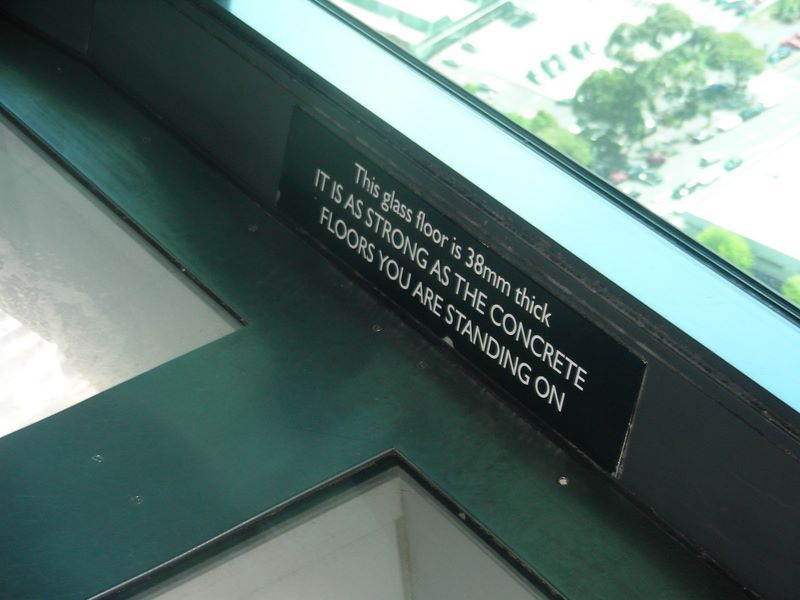 This glass floor is 38mm thick
IT IS AS STRONG AS THE CONCRETE
FLOORS YOU ARE STANDING ON